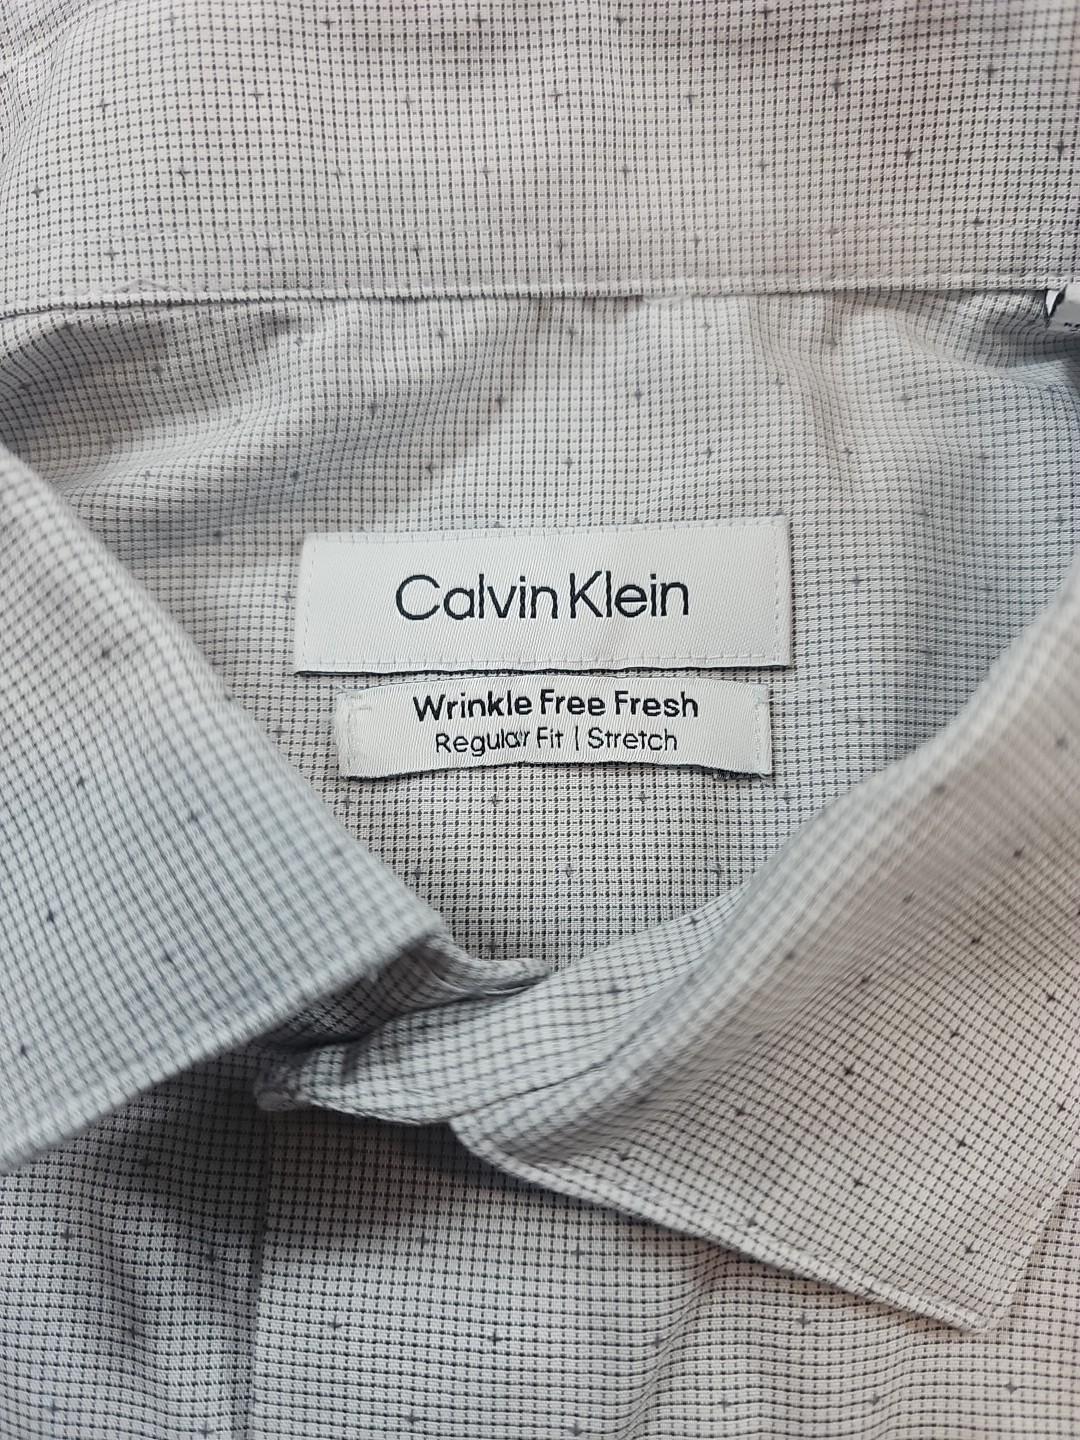 Calvin Klein
Wrinkle Free Fresh
Regular Fit | Stretch